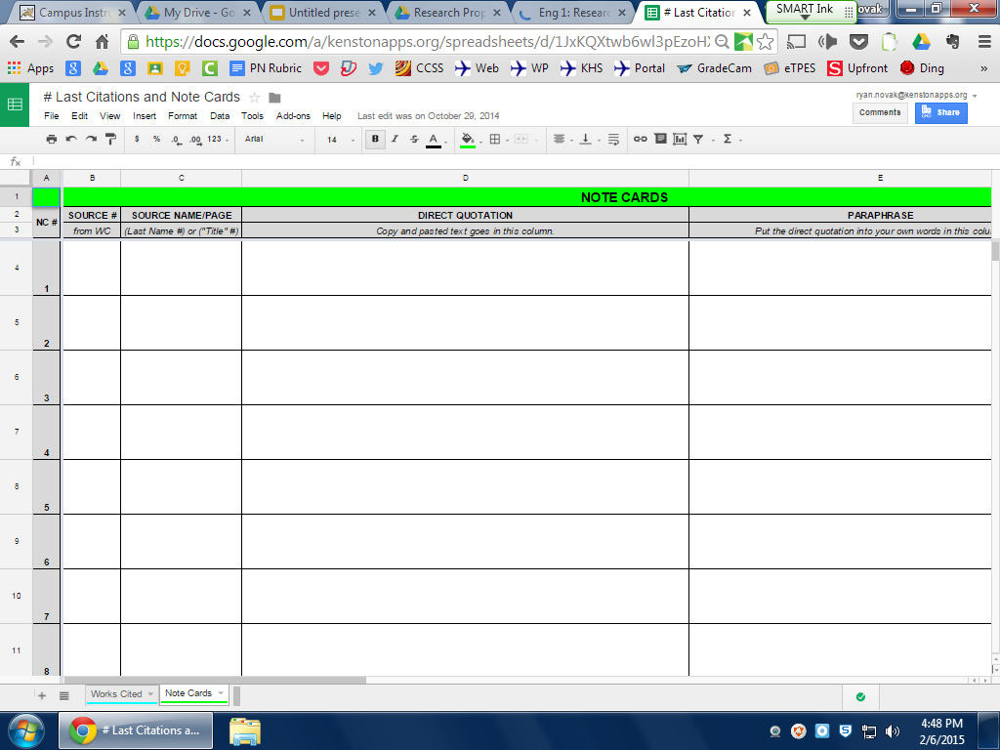 Campus Instr
My Drive - Go
Untitled prese
Research Prop
Eng 1: Resear
# Last Citation
SMART Ink
ovak
https://docs.google.com/a/kenstonapps.org/spreadsheets/d/1JxKQXtwb6wl3pEzoH
Apps
PN Rubric
CCSS
Web
WP
KHS
Portal
GradeCam
eTPES
Upfront
Ding
»
# Last Citations and Note Cards
ryan.novak@kenstonapps.org
File Edit View Insert Format Data Tools Add-ons Help Last edit was on October 29, 2014
Comments
Share
$ % .0 .00 123 Arial 14 B I S A Σ
fx
A B C D E
1 NOTE CARDS
2 NC # SOURCE # SOURCE NAME/PAGE DIRECT QUOTATION PARAPHRASE
3 from WC (Last Name #) or ("Title" #) Copy and pasted text goes in this column. Put the direct quotation into your own words in this colu
4 1
5 2
6 3
7 4
8 5
9 6
10 7
11 8
+ Works Cited Note Cards
# Last Citations a...
4:48 PM
2/6/2015